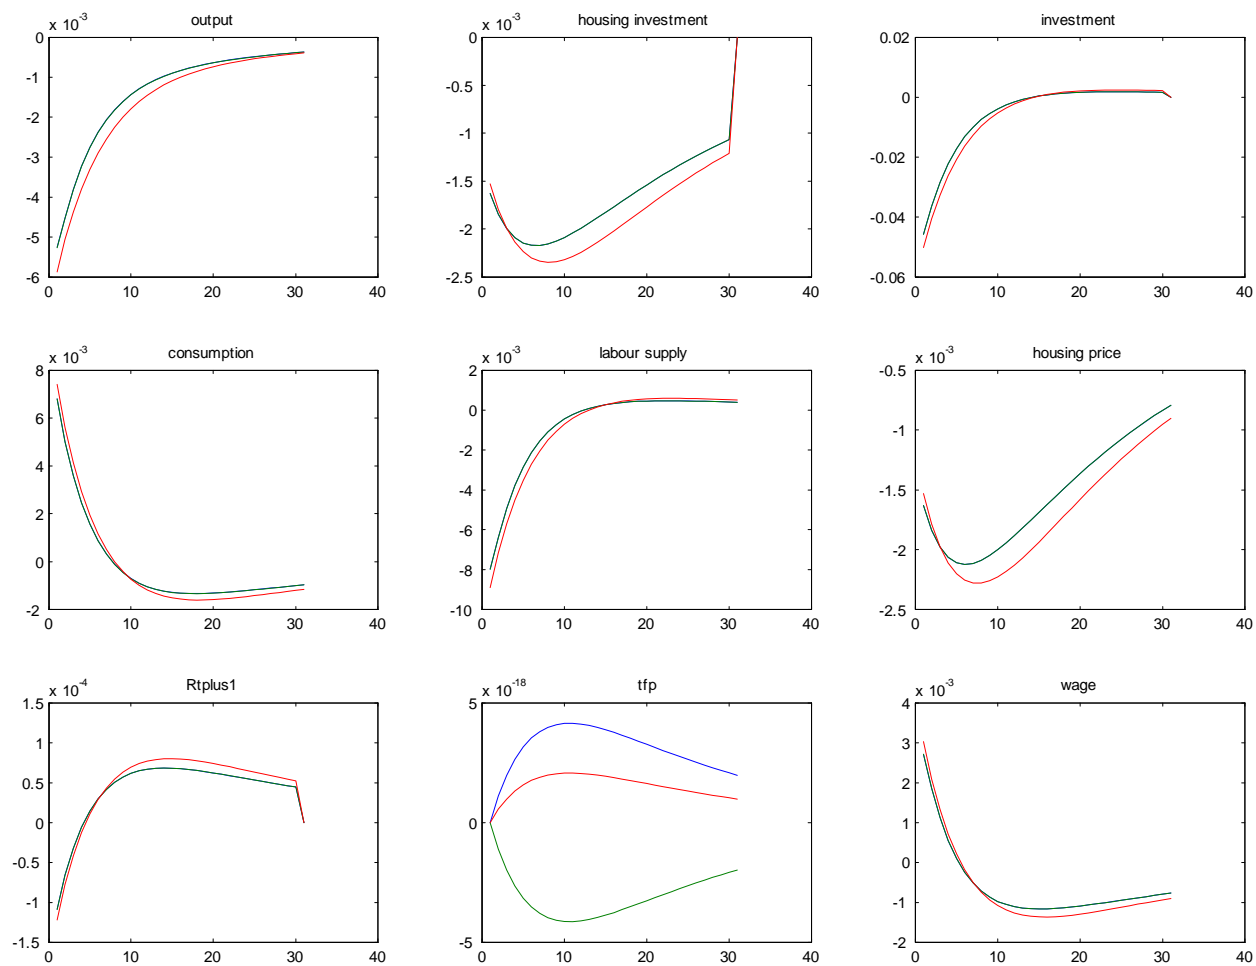 output housing investment investment
x 10-3 x 10-3
0 0 0.02
-1 -0.5 0
-2 -1 -0.02
-3 -1.5 -0.04
-4 -2 -0.06
-5 -2.5
-6
0 10 20 30 40 0 10 20 30 40 0 10 20 30 40
consumption labour supply housing price
x 10-3 x 10-3 x 10-3
8 2 -0.5
6 0 -1
4 -2 -1.5
2 -4 -2
0 -6 -2.5
-2 -8
-10
0 10 20 30 40 0 10 20 30 40 0 10 20 30 40
Rtplus1 tfp wage
x 10-4 x 10-18 x 10-3
1.5 5 4
1 0 3
0.5 -5 2
0 1
-0.5 0
-1 -1
-1.5 -2
0 10 20 30 40 0 10 20 30 40 0 10 20 30 40